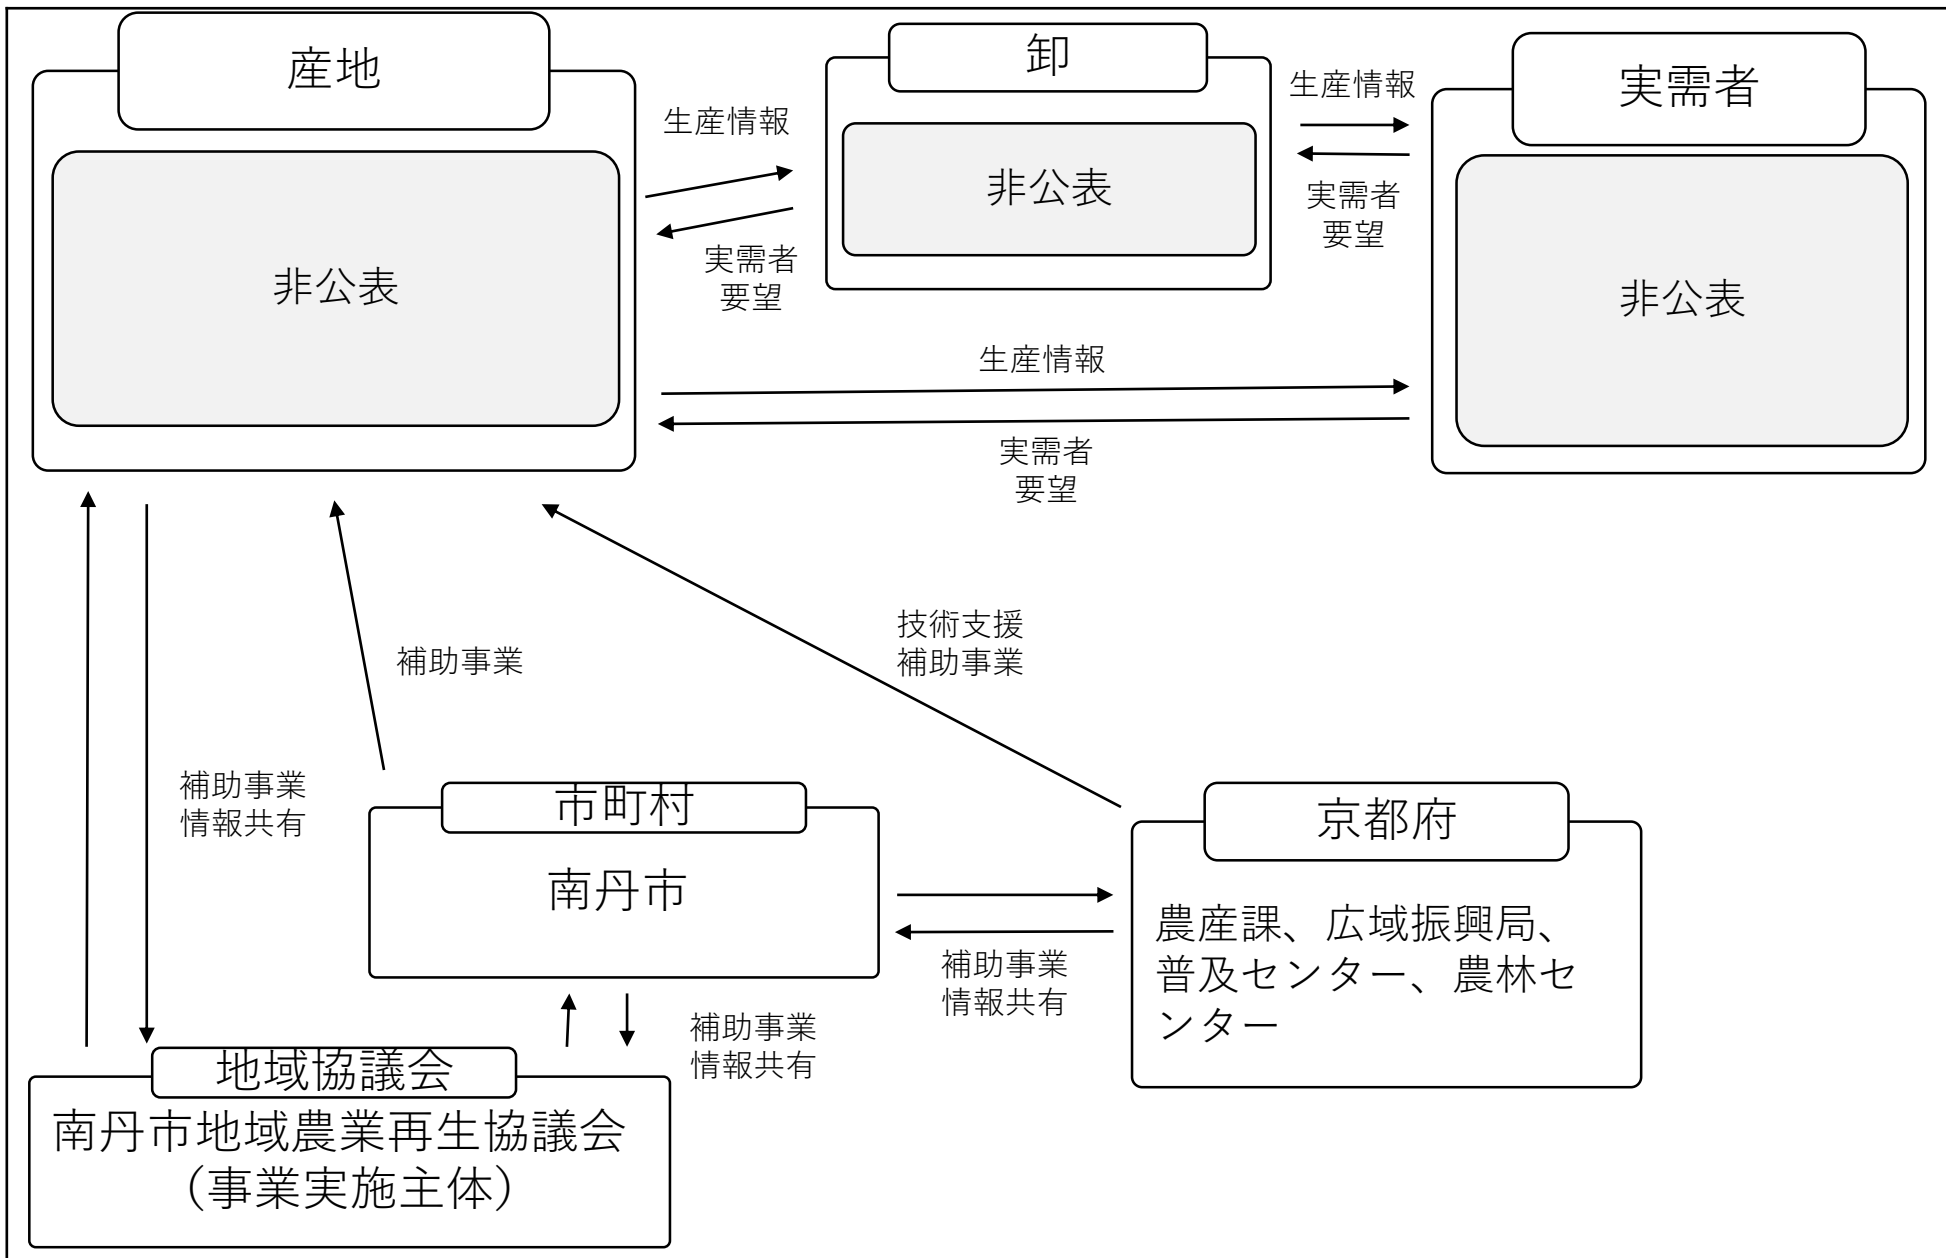 産地
卸
実需者
生産情報
生産情報
非公表
非公表
非公表
実需者
要望
実需者
要望
生産情報
実需者
要望
技術支援
補助事業
補助事業
補助事業
情報共有
市町村
南丹市
京都府
農産課、広域振興局、
普及センター、農林セ
ンター
補助事業
情報共有
補助事業
情報共有
地域協議会
南丹市地域農業再生協議会
（事業実施主体）